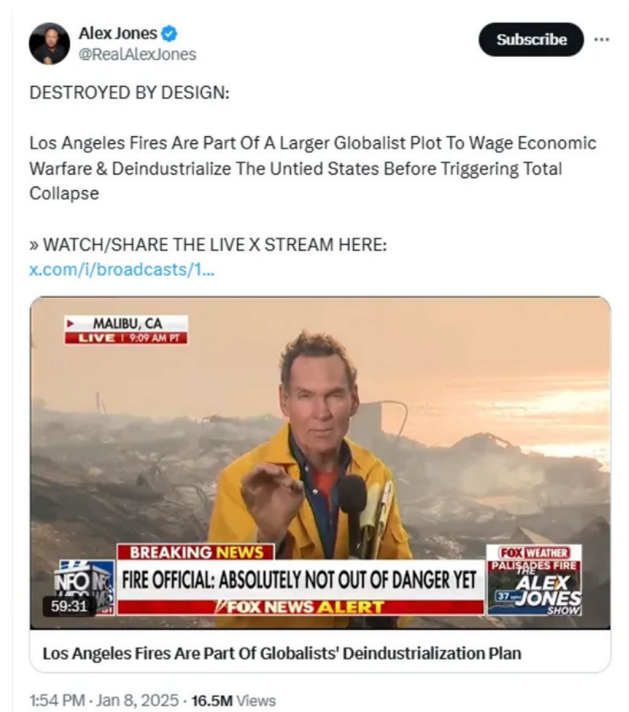 Alex Jones
@RealAlexJones
Subscribe
DESTROYED BY DESIGN:
Los Angeles Fires Are Part Of A Larger Globalist Plot To Wage Economic
Warfare & Deindustrialize The Untied States Before Triggering Total
Collapse
» WATCH/SHARE THE LIVE X STREAM HERE:
x.com/i/broadcasts/1...
MALIBU, CA
LIVE | 9:09 AM PT
BREAKING NEWS
FIRE OFFICIAL: ABSOLUTELY NOT OUT OF DANGER YET
FOX NEWS ALERT
FOX WEATHER
PALISADES FIRE
THE
ALEX
37
JONES
SHOW
59:31
Los Angeles Fires Are Part Of Globalists' Deindustrialization Plan
1:54 PM · Jan 8, 2025 · 16.5M Views